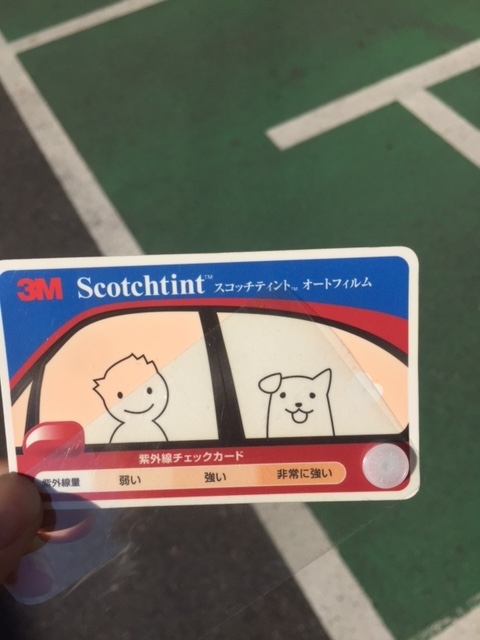 3M Scotchtint™ スコッチティント™ オートフィルム
紫外線チェックカード
紫外線量 弱い 強い 非常に強い